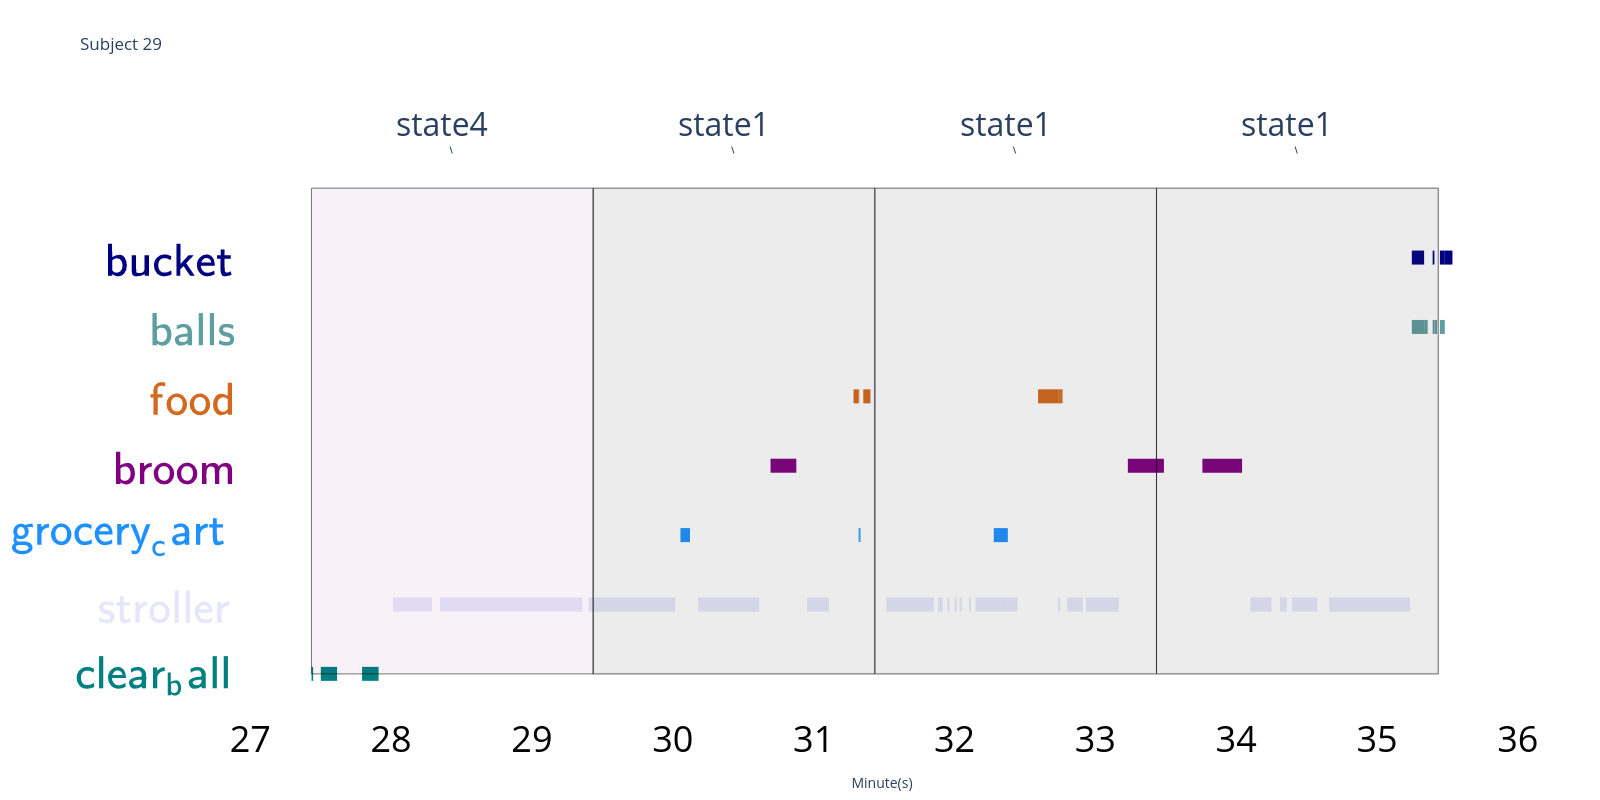 Subject 29
state4 state1 state1 state1
bucket
balls
food
broom
grocery_cart
stroller
clear_ball
27 28 29 30 31 32 33 34 35 36
Minute(s)